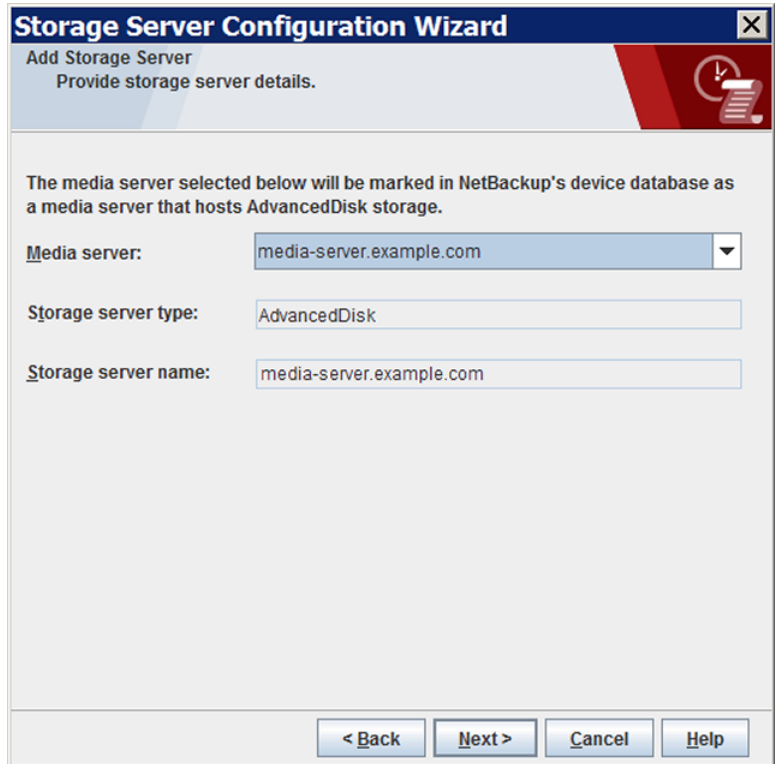 Storage Server Configuration Wizard
Add Storage Server
Provide storage server details.
The media server selected below will be marked in NetBackup's device database as
a media server that hosts AdvancedDisk storage.
Media server: media-server.example.com
Storage server type: AdvancedDisk
Storage server name: media-server.example.com
< Back Next > Cancel Help